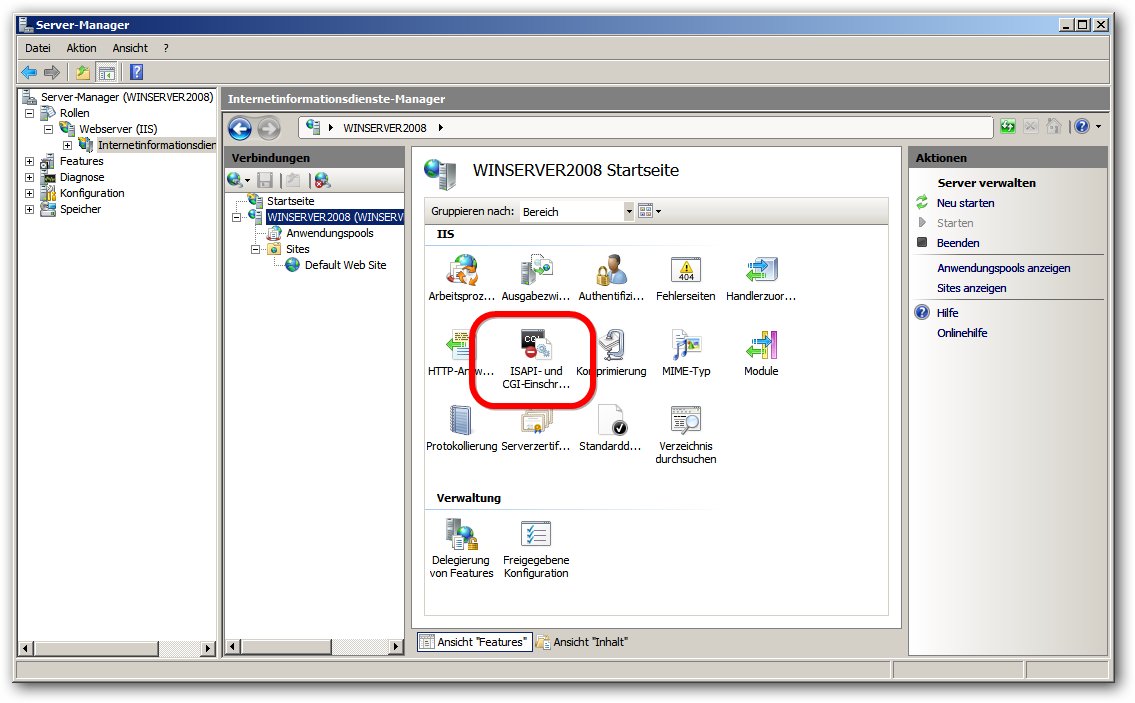 Server-Manager
Datei Aktion Ansicht ?
Server-Manager (WINSERVER2008)
Rollen
Webserver (IIS)
Internetinformationsdien
Features
Diagnose
Konfiguration
Speicher
Internetinformationsdienste-Manager
WINSERVER2008
Verbindungen
Startseite
WINSERVER2008 (WINSERV
Anwendungspools
Sites
Default Web Site
WINSERVER2008 Startseite
Gruppieren nach: Bereich
IIS
Arbeitsproz... Ausgabezwi... Authentifizi... Fehlerseiten Handlerzuor...
404
CGI
HTTP-Antw... ISAPI- und Komprimierung MIME-Typ Module
CGI-Einschr...
Protokollierung Serverzertif... Standardd... Verzeichnis
durchsuchen
Verwaltung
Delegierung Freigegebene
von Features Konfiguration
Ansicht "Features" Ansicht "Inhalt"
Aktionen
Server verwalten
Neu starten
Starten
Beenden
Anwendungspools anzeigen
Sites anzeigen
Hilfe
Onlinehilfe